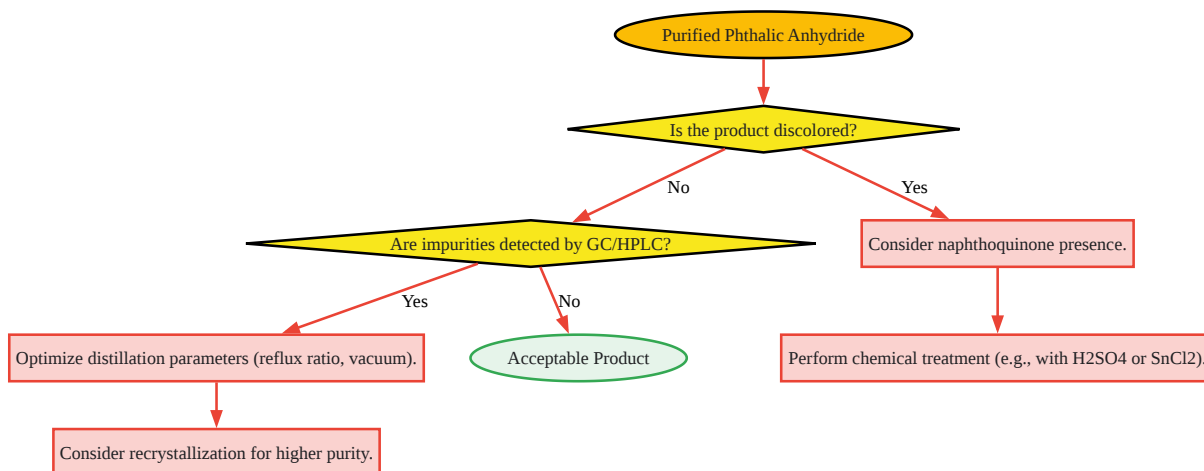 Purified Phthalic Anhydride
Is the product discolored?
No
Yes
Are impurities detected by GC/HPLC?
Consider naphthoquinone presence.
Yes
No
Optimize distillation parameters (reflux ratio, vacuum).
Acceptable Product
Perform chemical treatment (e.g., with H2SO4 or SnCl2).
Consider recrystallization for higher purity.